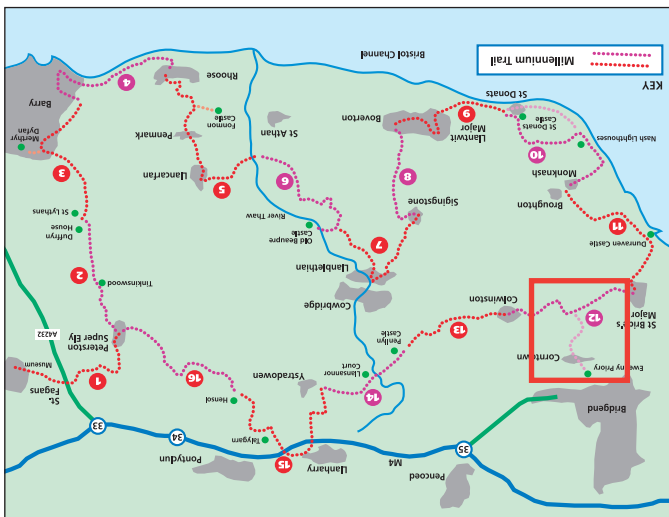 Pencoed
M4
35
Llanharry
15
Pontyclun
34
33
Bridgend
Talygarn
Ewenny Priory
Corntown
12
St Bride's
Major
14
Llansannor
Court
Ystradowen
Hensol
16
1
St.
Fagans
Museum
Penllyn
Castle
Peterston
Super Ely
A4232
Colwinston
13
Cowbridge
2
Tinkinswood
Dunraven Castle
11
Llanblethian
7
Old Beaupre
Castle
River Thaw
Duffryn
House
St Lythans
Broughton
Sigingstone
6
5
Llancarfan
3
Merthyr
Dyfan
Monknash
8
Nash Lighthouses
10
St Donats
Castle
St Donats
9
Llantwit
Major
Boverton
St Athan
Penmark
Fonmon
Castle
Barry
Rhoose
4
KEY
Millennium Trail
Bristol Channel